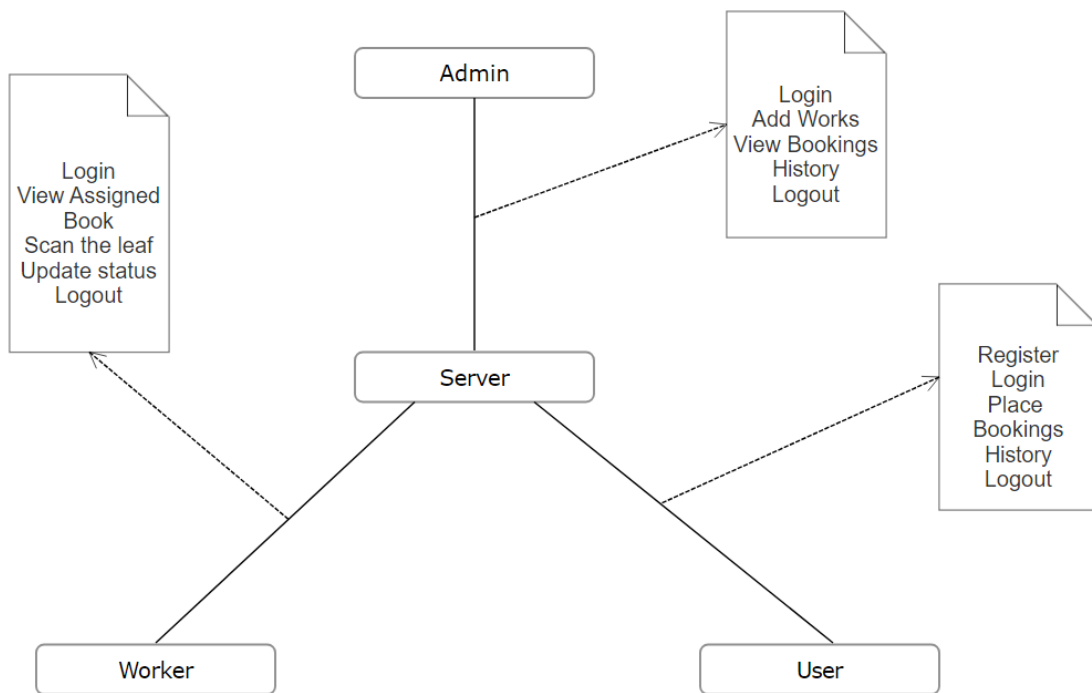 Admin
Login
Add Works
View Bookings
History
Logout
Login
View Assigned
Book
Scan the leaf
Update status
Logout
Server
Register
Login
Place
Bookings
History
Logout
Worker
User